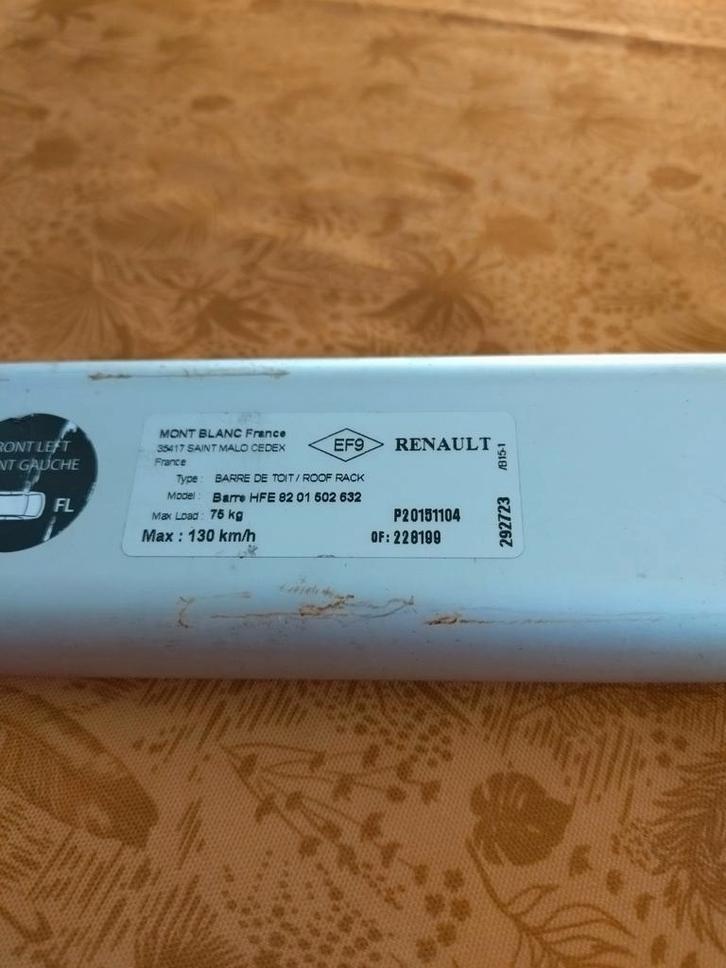 RONT LEFT
NT GAUCHE
FL
MONT BLANC France
35417 SAINT MALO CEDEX
France
EF9
RENAULT
Type : BARRE DE TOIT / ROOF RACK
Model : Barre HFE 82 01 502 632
Max Load : 75 kg
P20151104
Max : 130 km/h
OF: 228199
292723
/B15-1